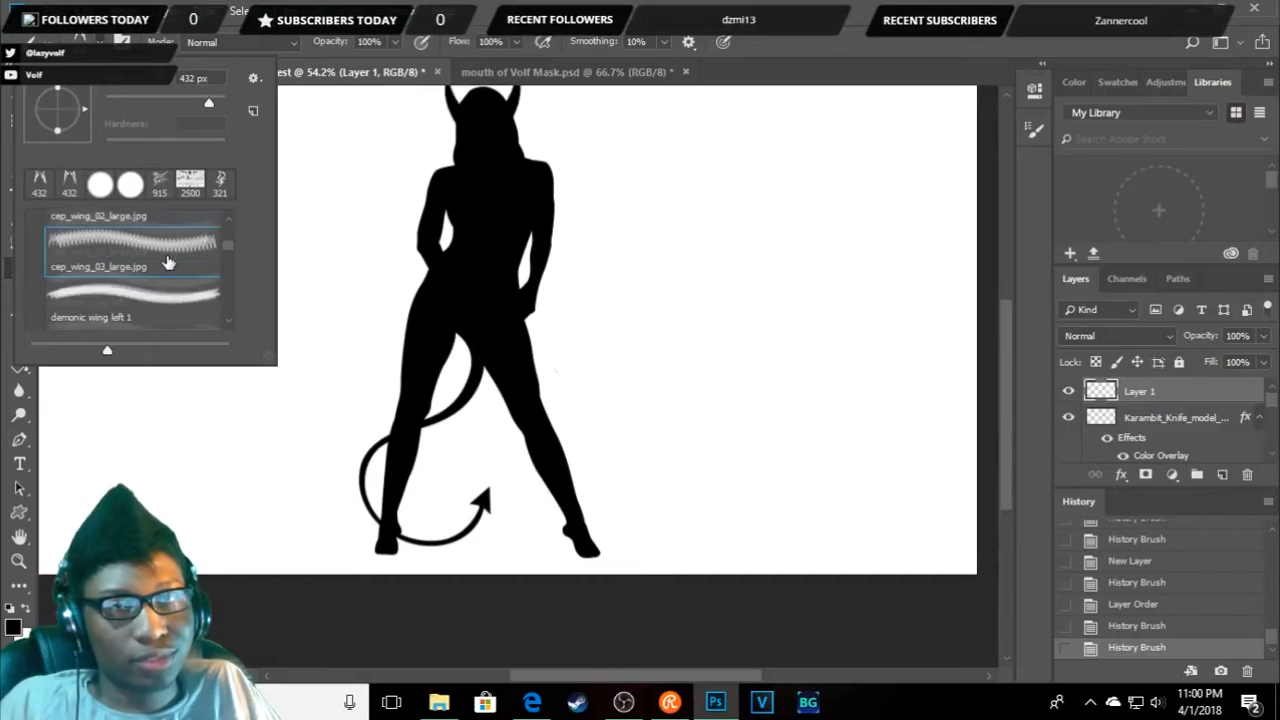 FOLLOWERS TODAY
0
SUBSCRIBERS TODAY
0
RECENT FOLLOWERS
dzmi13
RECENT SUBSCRIBERS
Zannercool
Mode: Normal
Opacity: 100%
Flow: 100%
Smoothing: 10%
@lazyvolf
Volf
est @ 54.2% (Layer 1, RGB/8) *
mouth of Volf Mask.psd @ 66.7% (RGB/8) *
432 px
Hardness:
432
432
915
2500
321
cep_wing_02_large.jpg
cep_wing_03_large.jpg
demonic wing left 1
Color
Swatches
Adjustme
Libraries
My Library
Search Adobe Stock
Layers
Channels
Paths
Kind
Normal
Opacity: 100%
Lock:
Fill: 100%
Layer 1
Karambit_Knife_model_...
fx
Effects
Color Overlay
fx
History
History Brush
New Layer
History Brush
Layer Order
History Brush
History Brush
Ps
V
BG
11:00 PM
4/1/2018
2